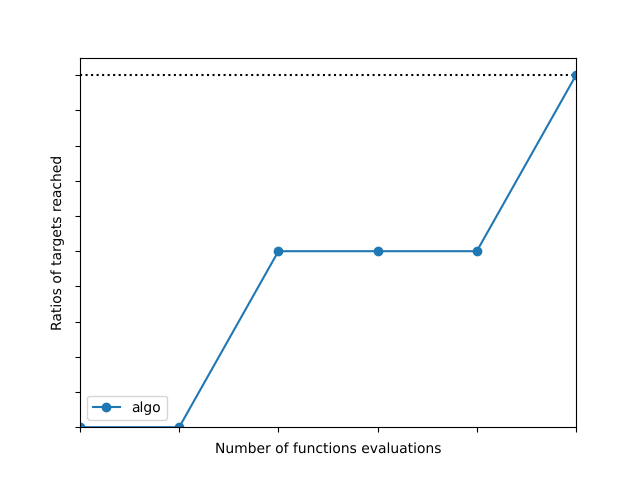 Ratios of targets reached
algo
Number of functions evaluations